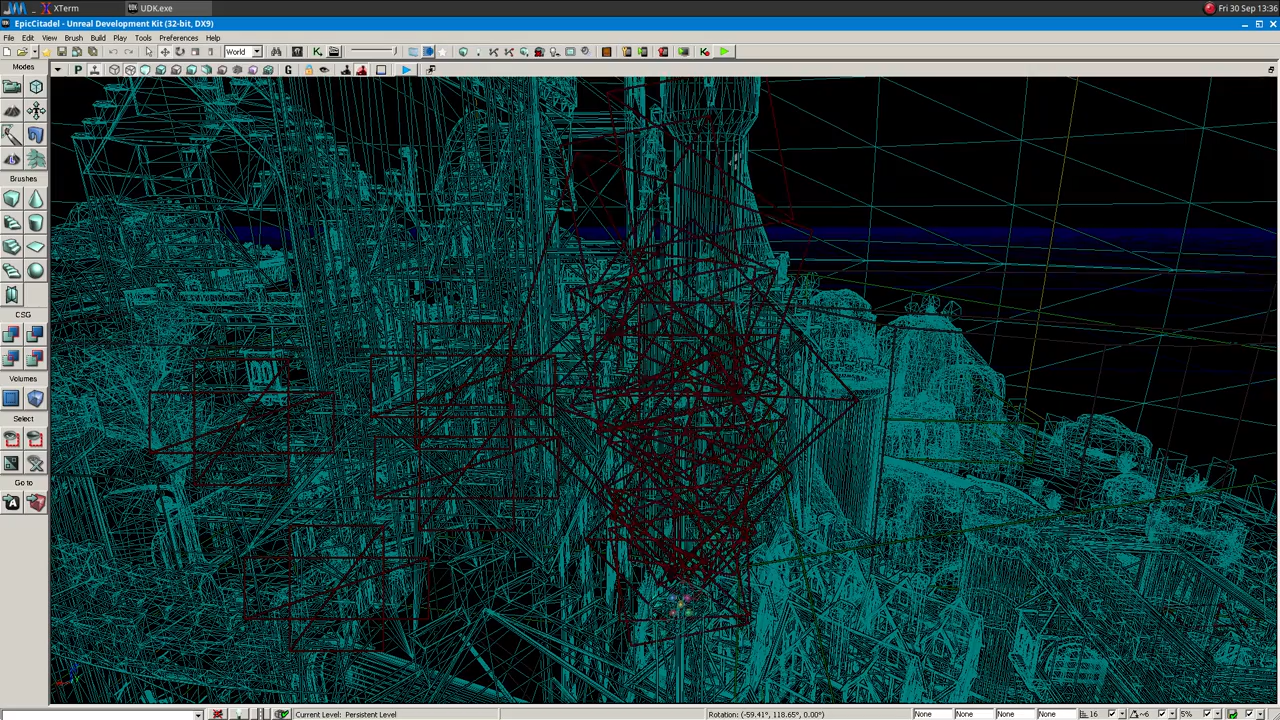 XTerm
UDK.exe
Fri 30 Sep 13:36
EpicCitadel - Unreal Development Kit (32-bit, DX9)
File Edit View Brush Build Play Tools Preferences Help
World
Modes
P
G
Brushes
CSG
Volumes
Select
Go to
Current Level: Persistent Level
Rotation: (-59.41°, 118.65°, 0.00°)
None None None None 16 5%